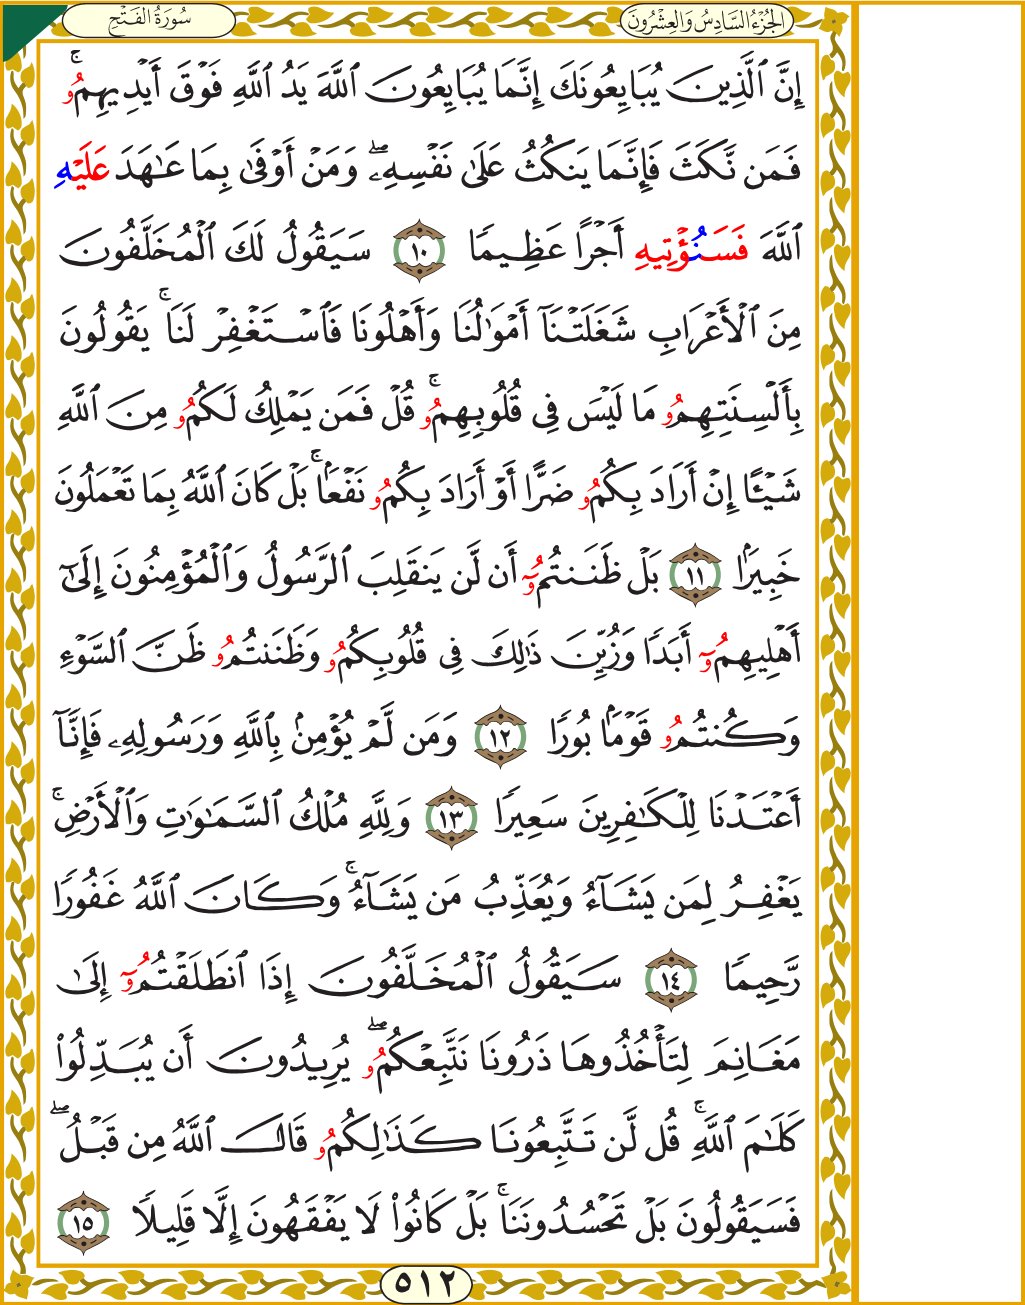 الجُزْءُ السَّادِسُ وَالعِشْرُونَ
سُورَةُ الفَتْحِ
إِنَّ ٱلَّذِينَ يُبَايِعُونَكَ إِنَّمَا يُبَايِعُونَ ٱللَّهَ يَدُ ٱللَّهِ فَوْقَ أَيْدِيهِمُۥۚ
فَمَن نَّكَثَ فَإِنَّمَا يَنكُثُ عَلَىٰ نَفْسِهِۦۖ وَمَنْ أَوْفَىٰ بِمَا عَـٰهَدَ عَلَيْهِ
ٱللَّهَ فَسَنُؤْتِيهِ أَجْرًا عَظِيمًا ١٠ سَيَقُولُ لَكَ ٱلْمُخَلَّفُونَ
مِنَ ٱلْأَعْرَابِ شَغَلَتْنَآ أَمْوَٰلُنَا وَأَهْلُونَا فَٱسْتَغْفِرْ لَنَاۚ يَقُولُونَ
بِأَلْسِنَتِهِمُۥ مَا لَيْسَ فِى قُلُوبِهِمُۥۚ قُلْ فَمَن يَمْلِكُ لَكُمُۥ مِنَ ٱللَّهِ
شَيْـًٔا إِنْ أَرَادَ بِكُمُۥ ضَرًّا أَوْ أَرَادَ بِكُمُۥ نَفْعًاۢۚ بَلْ كَانَ ٱللَّهُ بِمَا تَعْمَلُونَ
خَبِيرًۢا ١١ بَلْ ظَنَنتُمُۥٓ أَن لَّن يَنقَلِبَ ٱلرَّسُولُ وَٱلْمُؤْمِنُونَ إِلَىٰٓ
أَهْلِيهِمُۥٓ أَبَدًا وَزُيِّنَ ذَٰلِكَ فِى قُلُوبِكُمُۥ وَظَنَنتُمُۥ ظَنَّ ٱلسَّوْءِ
وَكُنتُمُۥ قَوْمًۢا بُورًا ١٢ وَمَن لَّمْ يُؤْمِنۢ بِٱللَّهِ وَرَسُولِهِۦ فَإِنَّآ
أَعْتَدْنَا لِلْكَـٰفِرِينَ سَعِيرًا ١٣ وَلِلَّهِ مُلْكُ ٱلسَّمَـٰوَٰتِ وَٱلْأَرْضِۚ
يَغْفِرُ لِمَن يَشَآءُ وَيُعَذِّبُ مَن يَشَآءُۚ وَكَانَ ٱللَّهُ غَفُورًا
رَّحِيمًا ١٤ سَيَقُولُ ٱلْمُخَلَّفُونَ إِذَا ٱنطَلَقْتُمُۥٓ إِلَىٰ
مَغَانِمَ لِتَأْخُذُوهَا ذَرُونَا نَتَّبِعْكُمُۥۖ يُرِيدُونَ أَن يُبَدِّلُوا۟
كَلَـٰمَ ٱللَّهِۚ قُل لَّن تَتَّبِعُونَا كَذَٰلِكُمُۥ قَالَ ٱللَّهُ مِن قَبْلُۖ
فَسَيَقُولُونَ بَلْ تَحْسُدُونَنَاۚ بَلْ كَانُوا۟ لَا يَفْقَهُونَ إِلَّا قَلِيلًا ١٥
٥١٢